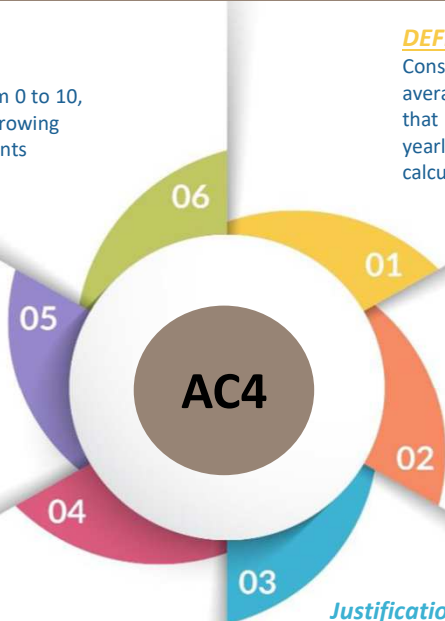 DEF
Cons
avera
that
yearl
calcu
m 0 to 10,
rowing
nts
06
01
05
AC4
02
04
03
Justificatio